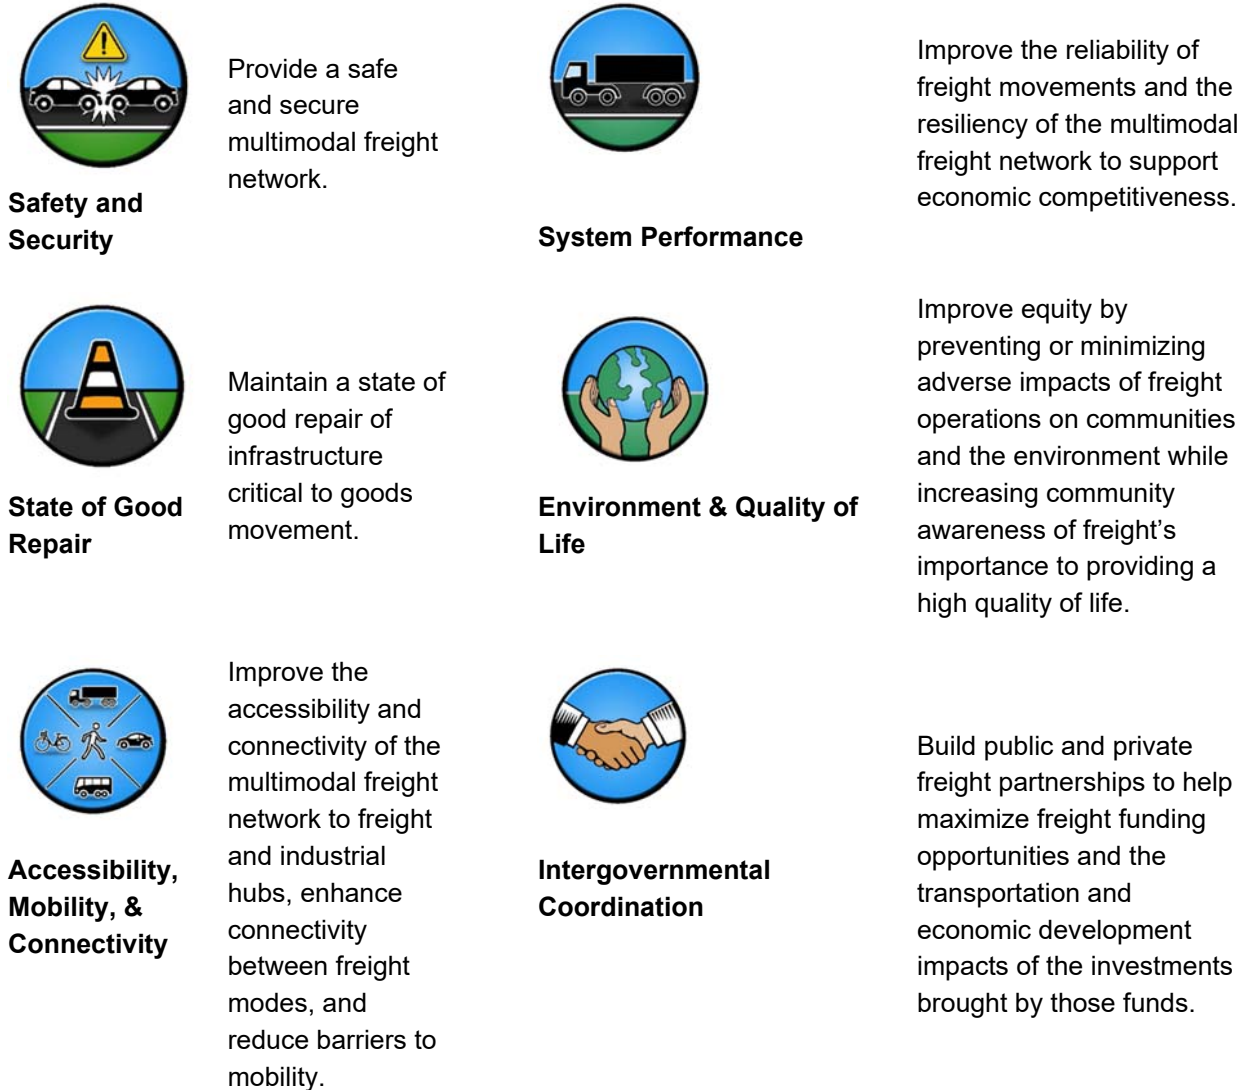 Safety and
Security
Provide a safe
and secure
multimodal freight
network.
System Performance
Improve the reliability of
freight movements and the
resiliency of the multimodal
freight network to support
economic competitiveness.
State of Good
Repair
Maintain a state of
good repair of
infrastructure
critical to goods
movement.
Environment & Quality of
Life
Improve equity by
preventing or minimizing
adverse impacts of freight
operations on communities
and the environment while
increasing community
awareness of freight’s
importance to providing a
high quality of life.
Accessibility,
Mobility, &
Connectivity
Improve the
accessibility and
connectivity of the
multimodal freight
network to freight
and industrial
hubs, enhance
connectivity
between freight
modes, and
reduce barriers to
mobility.
Intergovernmental
Coordination
Build public and private
freight partnerships to help
maximize freight funding
opportunities and the
transportation and
economic development
impacts of the investments
brought by those funds.